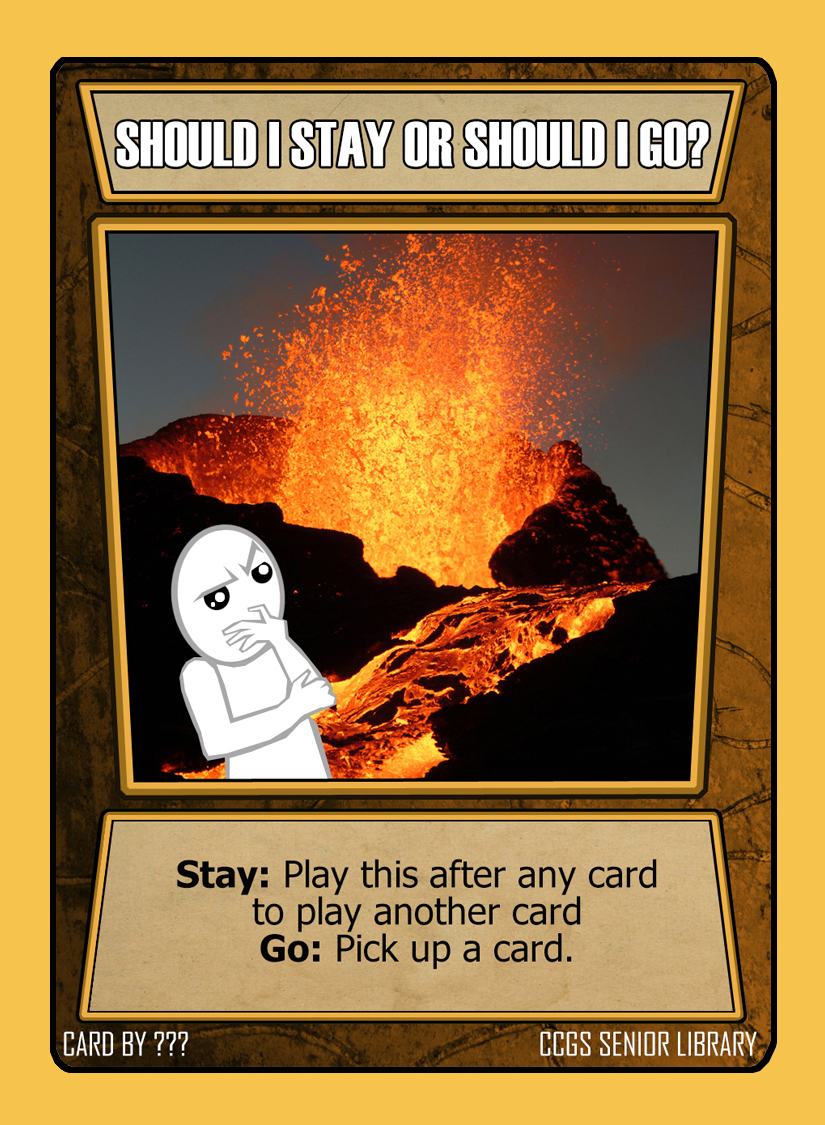 SHOULD I STAY OR SHOULD I GO?
Stay: Play this after any card
to play another card
Go: Pick up a card.
CARD BY ???
CCGS SENIOR LIBRARY